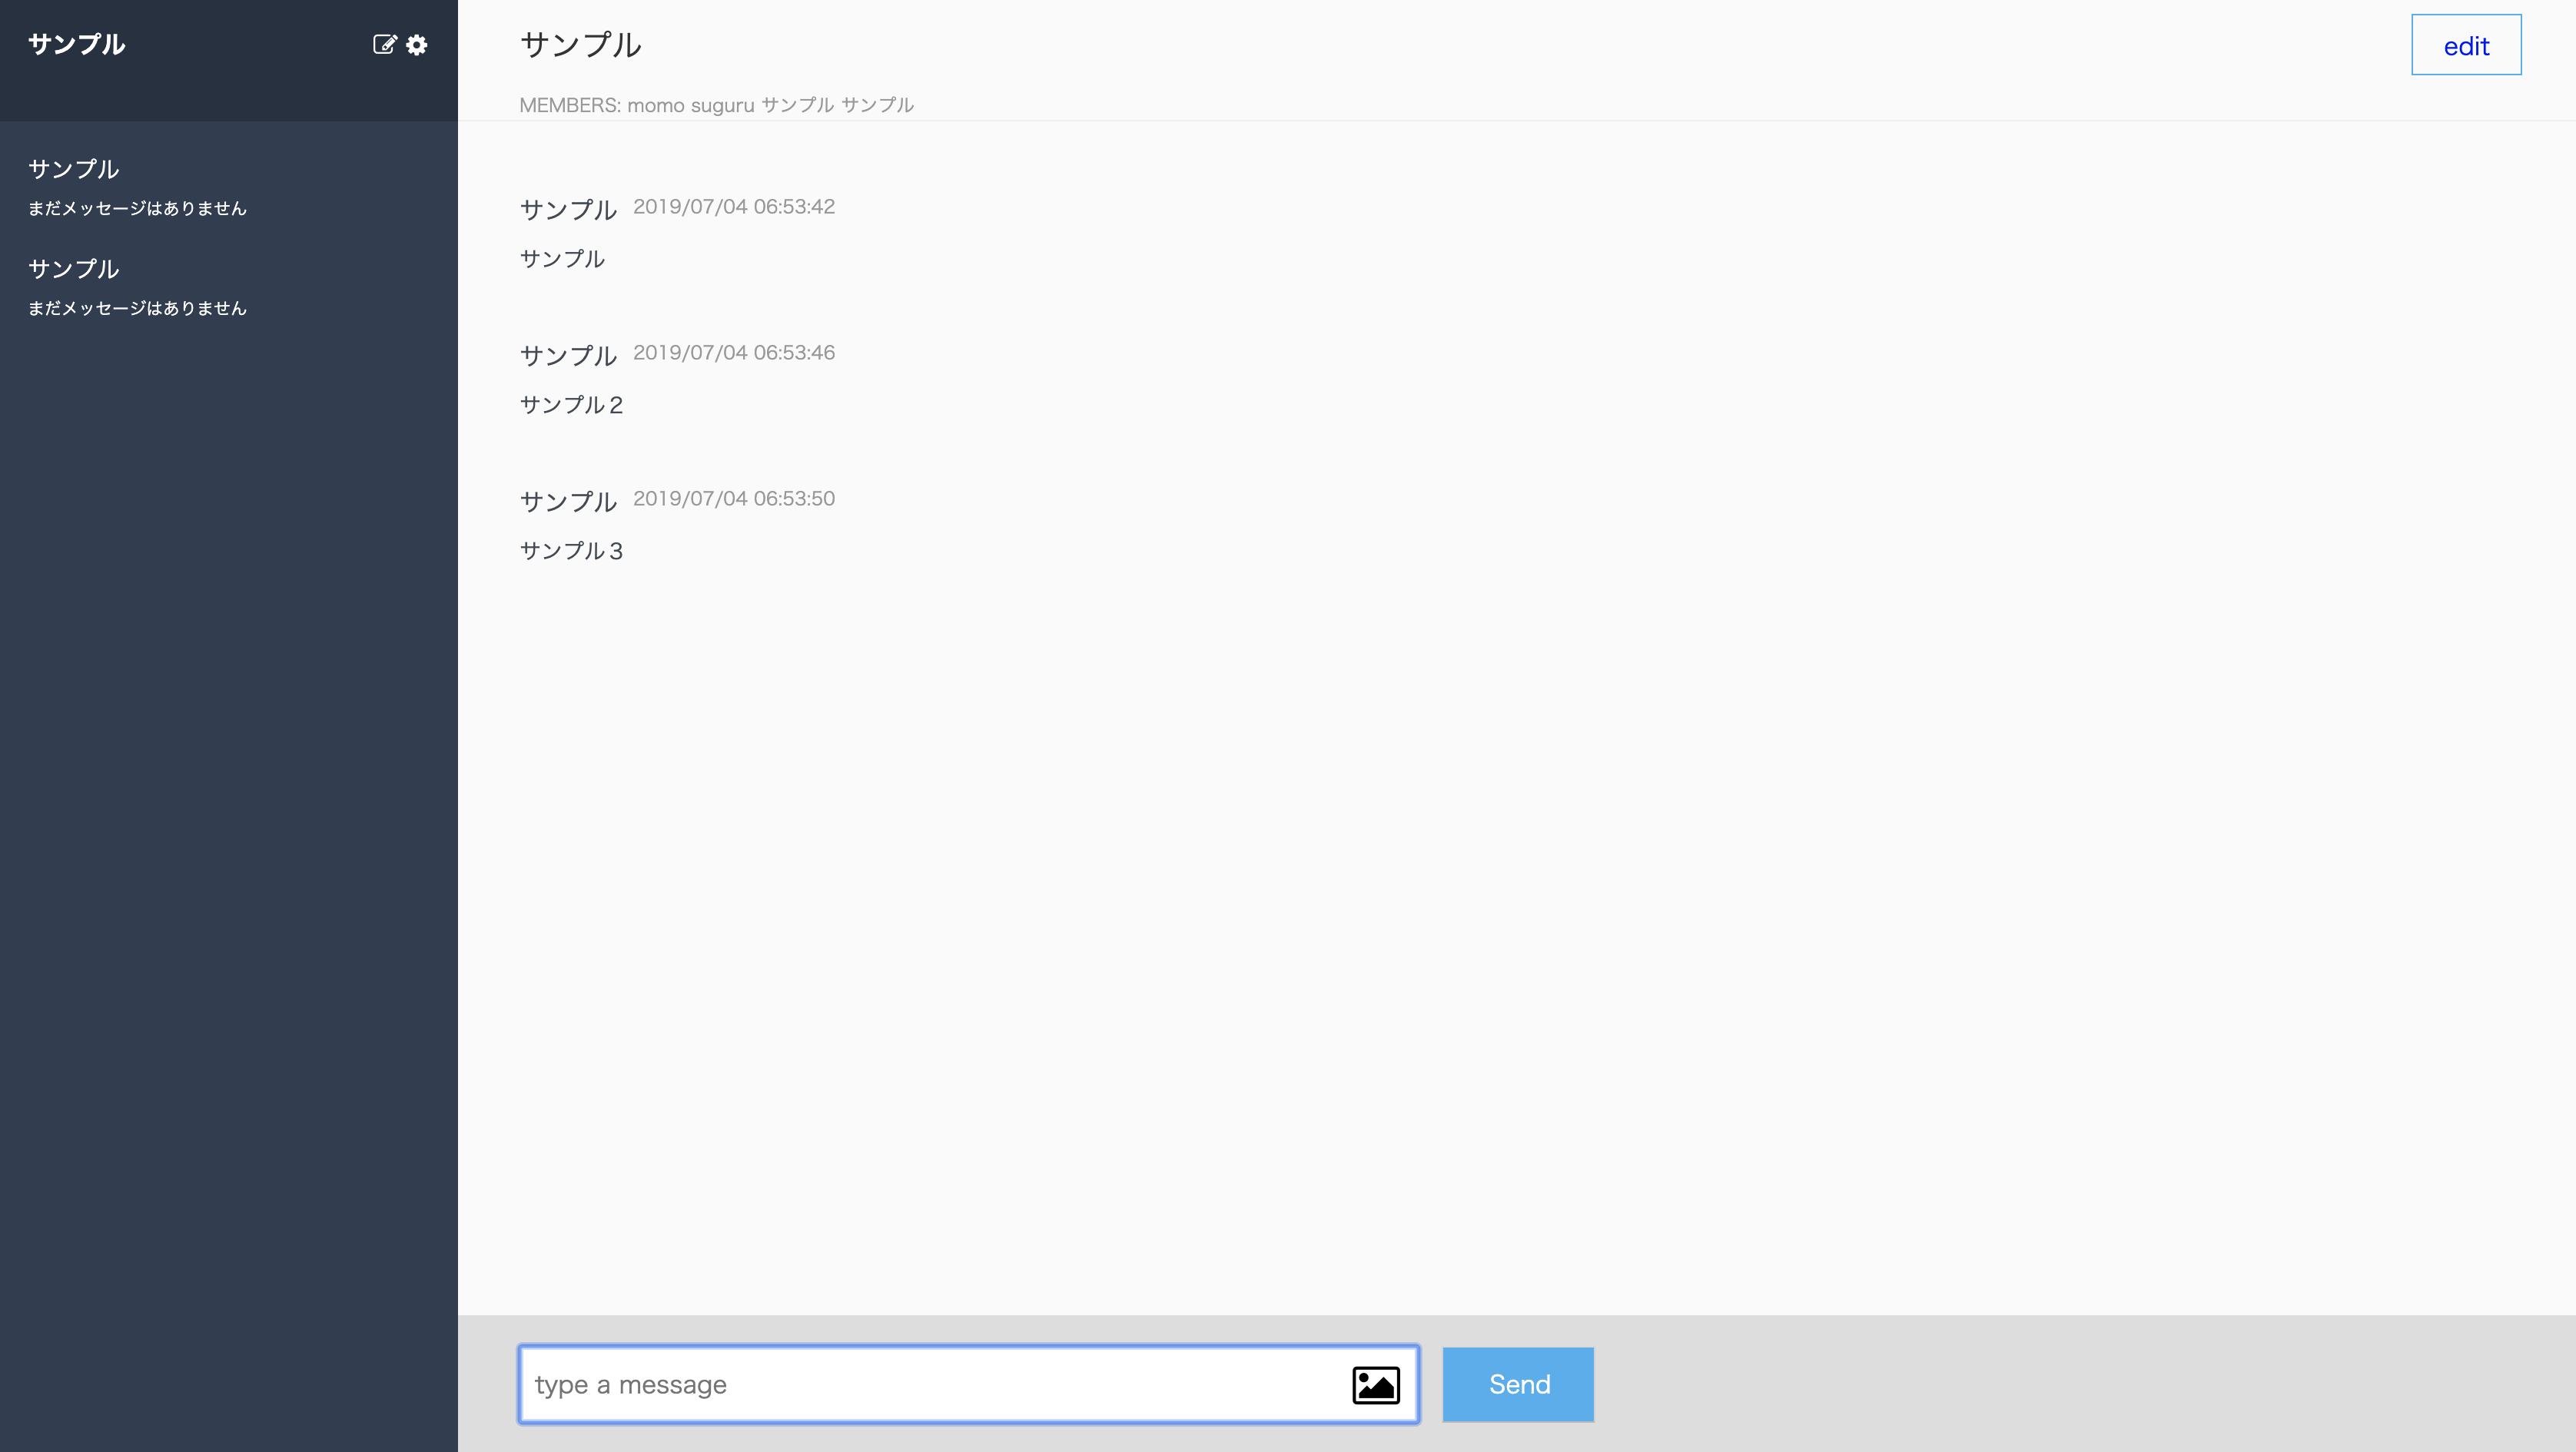 サンプル
サンプル
まだメッセージはありません
サンプル
まだメッセージはありません
サンプル
edit
MEMBERS: momo suguru サンプル サンプル
サンプル 2019/07/04 06:53:42
サンプル
サンプル 2019/07/04 06:53:46
サンプル２
サンプル 2019/07/04 06:53:50
サンプル３
type a message
Send